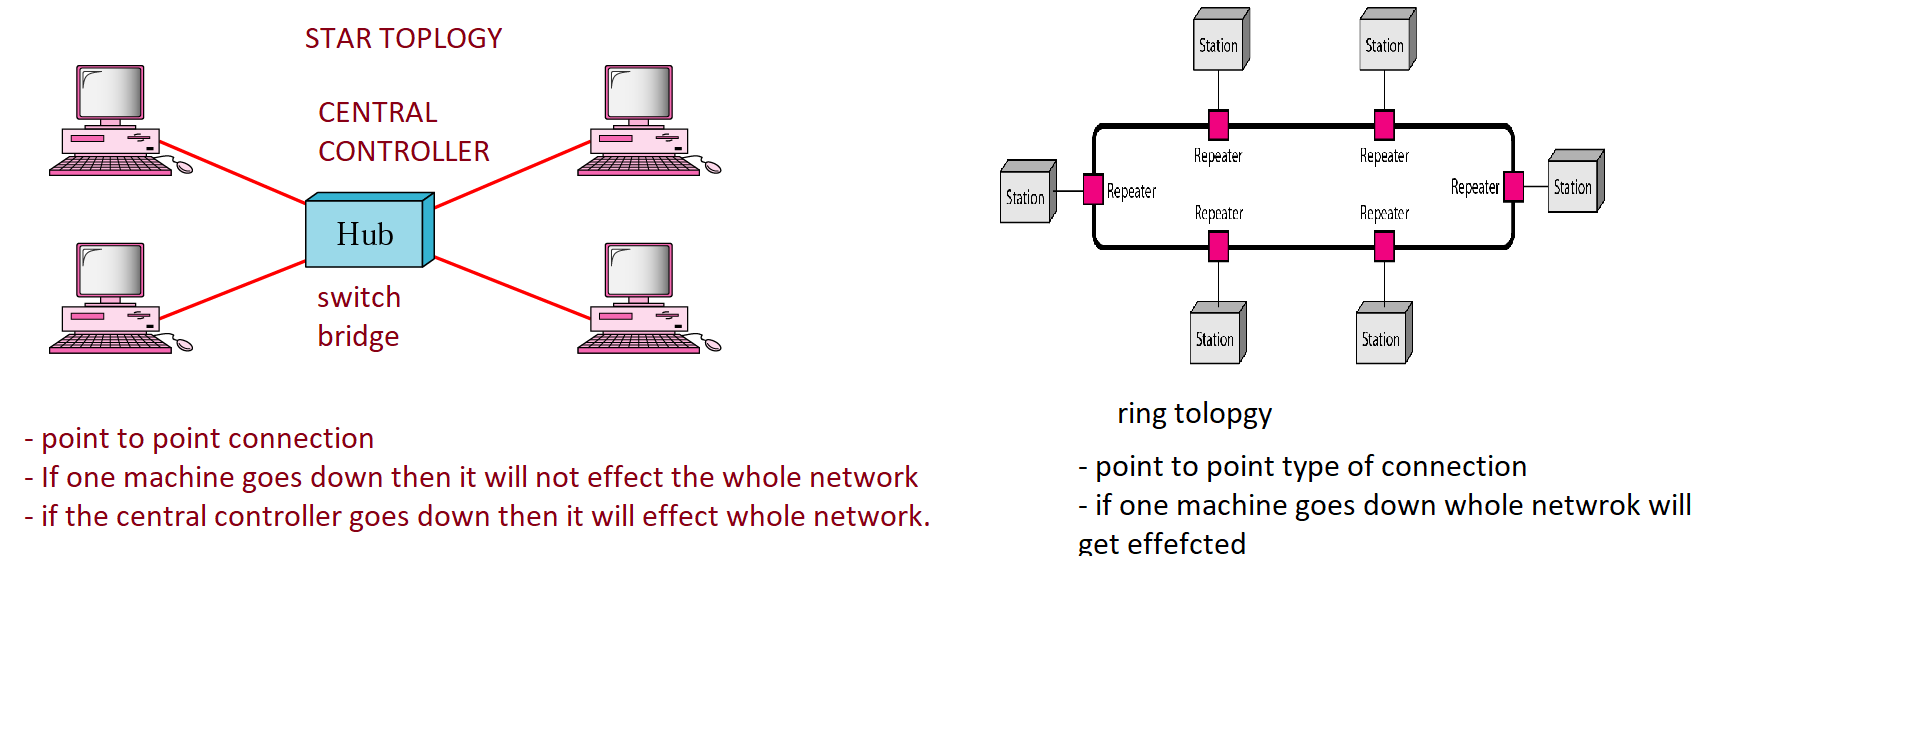 STAR TOPLOGY
CENTRAL
CONTROLLER
Hub
switch
bridge
- point to point connection
- If one machine goes down then it will not effect the whole network
- if the central controller goes down then it will effect whole network.
Station
Station
Repeater
Repeater
Station
Repeater
Repeater
Station
Repeater
Repeater
Station
Station
ring tolopgy
- point to point type of connection
- if one machine goes down whole netwrok will
get effefcted